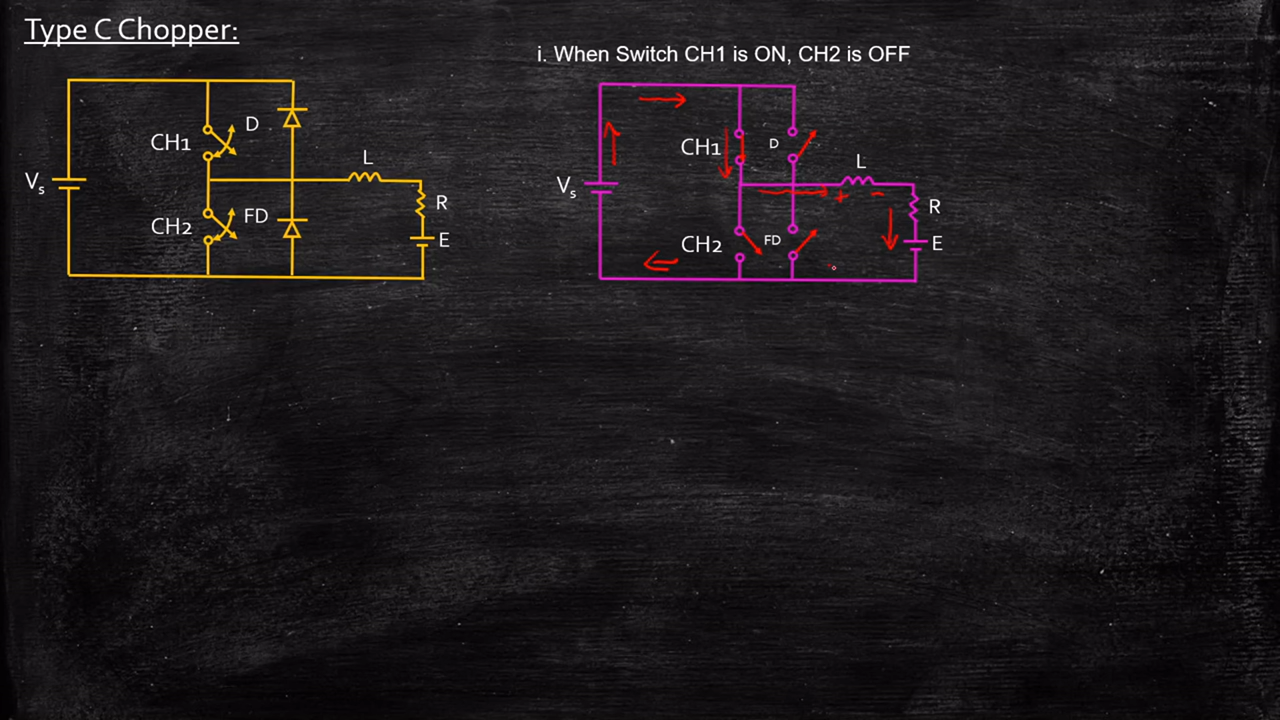 Type C Chopper:
i. When Switch CH1 is ON, CH2 is OFF
CH1
D
L
Vs
R
CH2
FD
E
CH1
D
L
Vs
+ -
R
CH2
FD
E